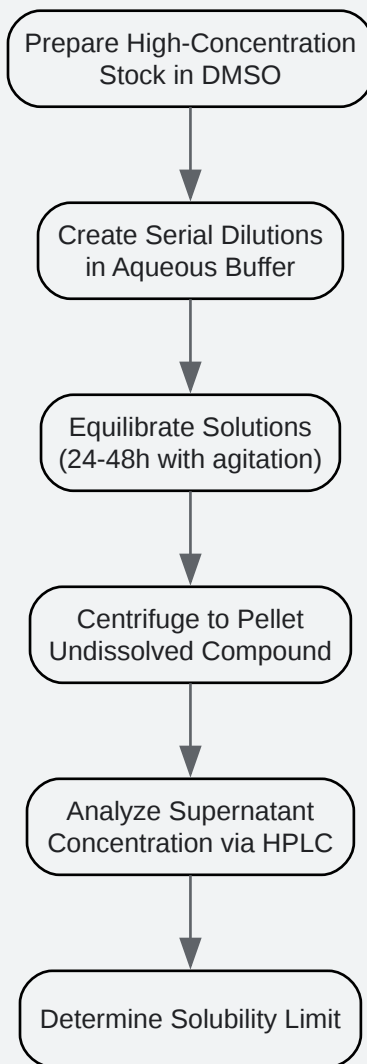 Prepare High-Concentration
Stock in DMSO
Create Serial Dilutions
in Aqueous Buffer
Equilibrate Solutions
(24-48h with agitation)
Centrifuge to Pellet
Undissolved Compound
Analyze Supernatant
Concentration via HPLC
Determine Solubility Limit